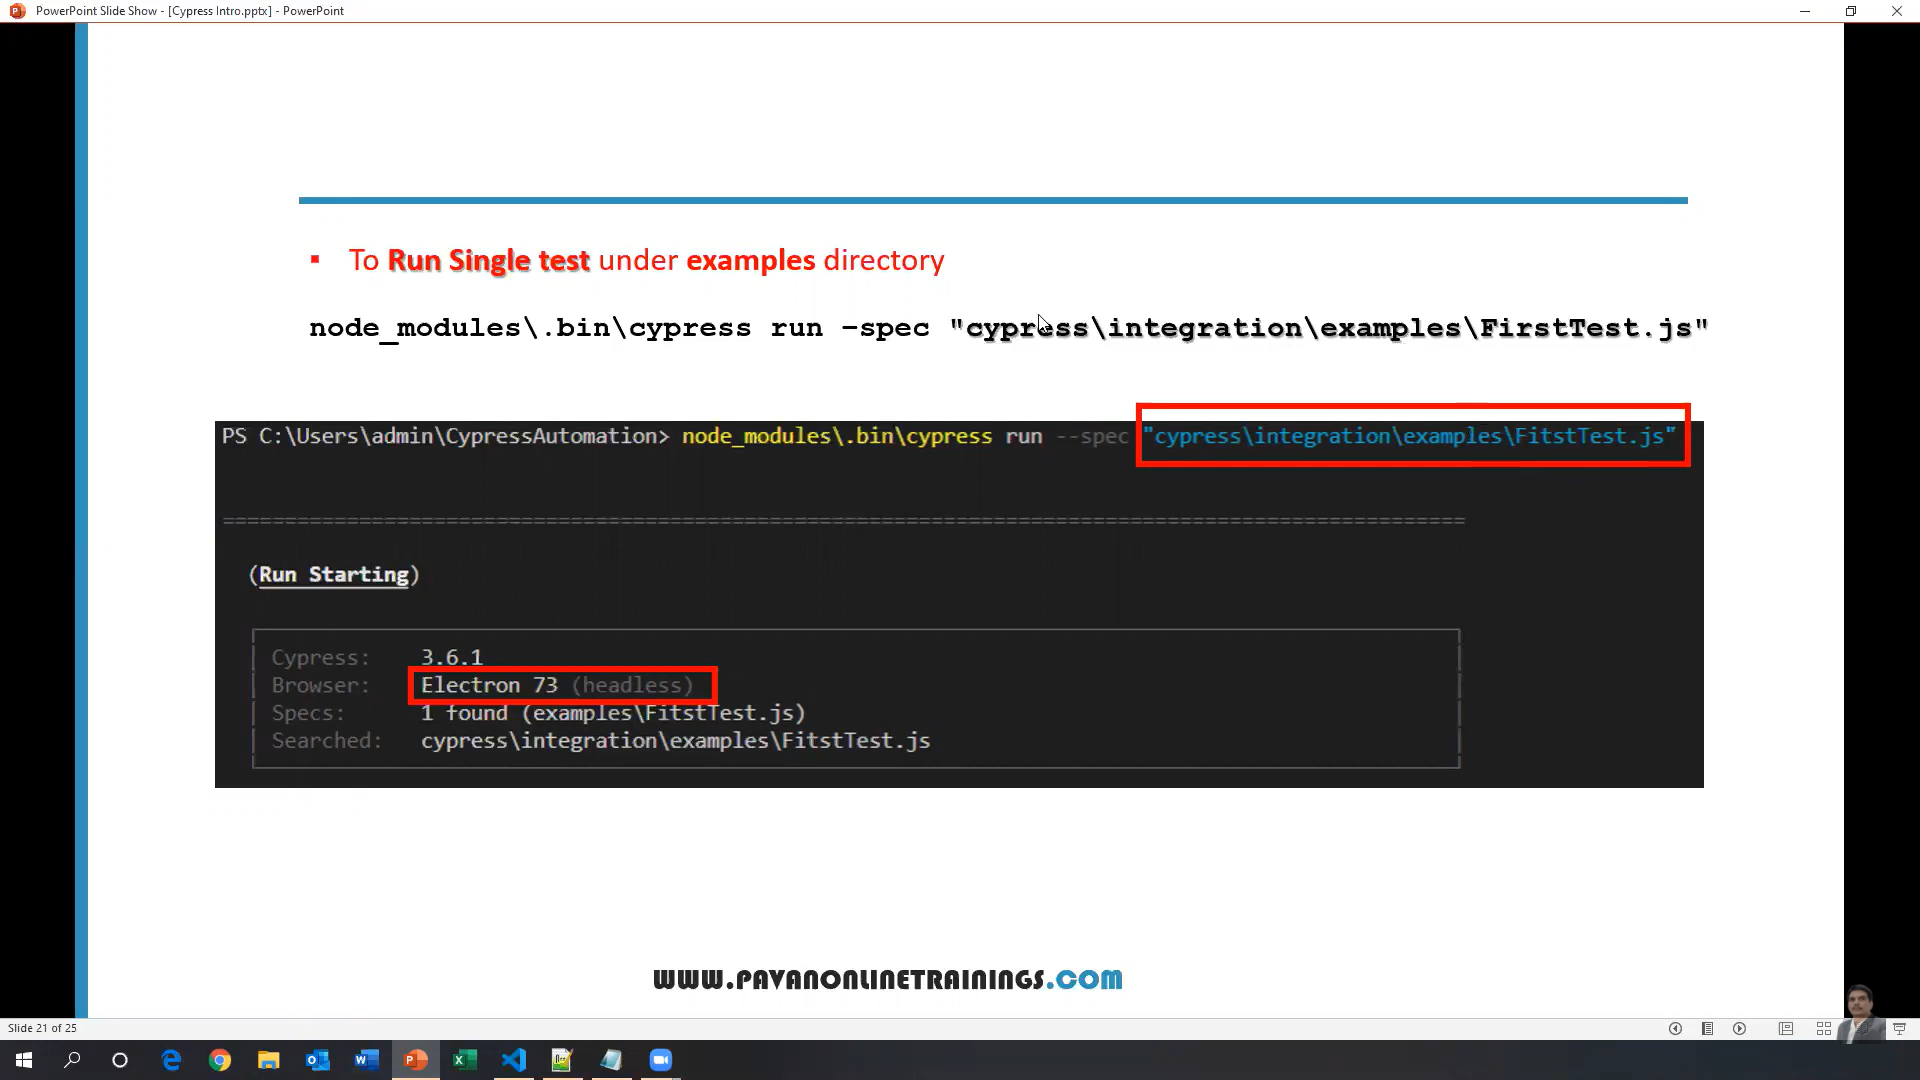 PowerPoint Slide Show - [Cypress Intro.pptx] - PowerPoint
▪ To Run Single test under examples directory
node_modules\.bin\cypress run –spec "cypress\integration\examples\FirstTest.js"
PS C:\Users\admin\CypressAutomation> node_modules\.bin\cypress run --spec "cypress\integration\examples\FitstTest.js"
====================================================================================================
(Run Starting)
Cypress: 3.6.1
Browser: Electron 73 (headless)
Specs: 1 found (examples\FitstTest.js)
Searched: cypress\integration\examples\FitstTest.js
WWW.PAVANONLINETRAININGS.COM
Slide 21 of 25